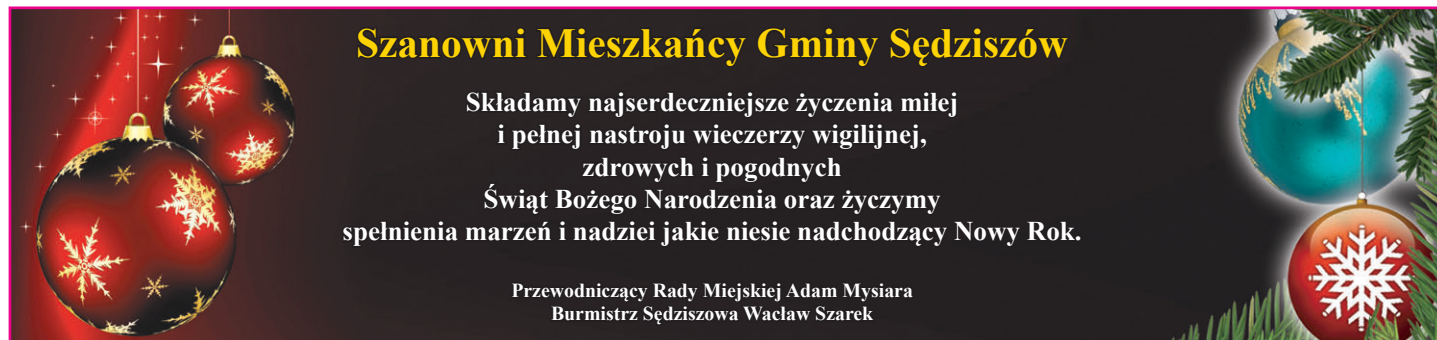 Szanowni Mieszkańcy Gminy Sędziszów
Składamy najserdeczniejsze życzenia miłej
i pełnej nastroju wieczerzy wigilijnej,
zdrowych i pogodnych
Świąt Bożego Narodzenia oraz życzymy
spełnienia marzeń i nadziei jakie niesie nadchodzący Nowy Rok.
Przewodniczący Rady Miejskiej Adam Mysiara
Burmistrz Sędziszowa Wacław Szarek